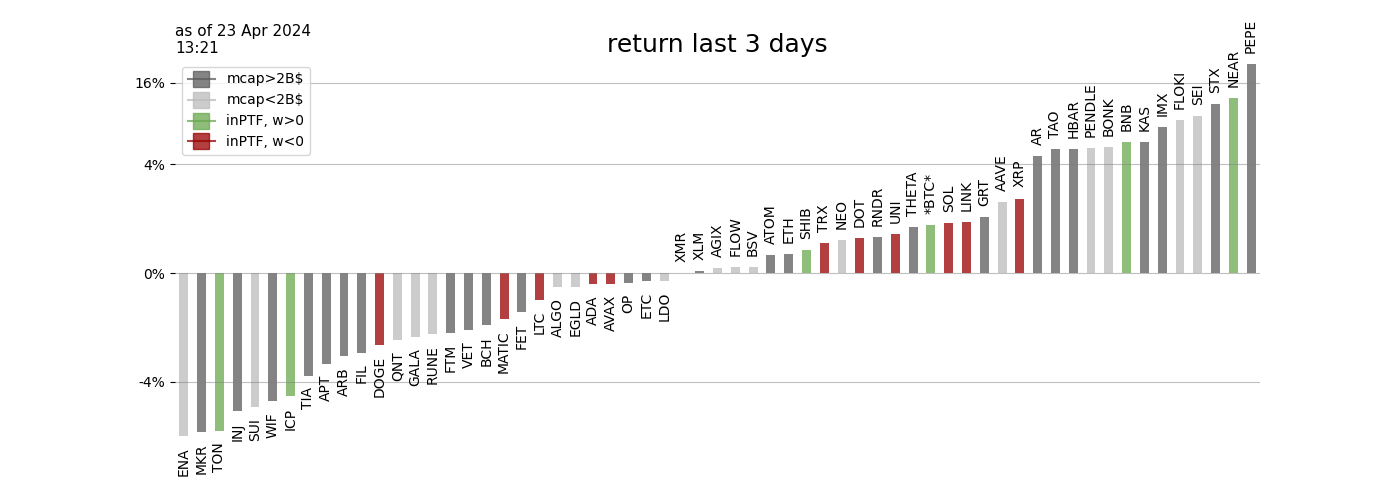 as of 23 Apr 2024
13:21
return last 3 days
mcap>2B$
mcap<2B$
inPTF, w>0
inPTF, w<0
16%
4%
0%
-4%
ENA
MKR
TON
INJ
SUI
WIF
ICP
TIA
APT
ARB
FIL
DOGE
QNT
GALA
RUNE
FTM
VET
BCH
MATIC
FET
LTC
ALGO
EGLD
ADA
AVAX
OP
ETC
LDO
XMR
XLM
AGIX
FLOW
BSV
ATOM
ETH
SHIB
TRX
NEO
DOT
RNDR
UNI
THETA
*BTC*
SOL
LINK
GRT
AAVE
XRP
AR
TAO
HBAR
PENDLE
BONK
BNB
KAS
IMX
FLOKI
SEI
STX
NEAR
PEPE